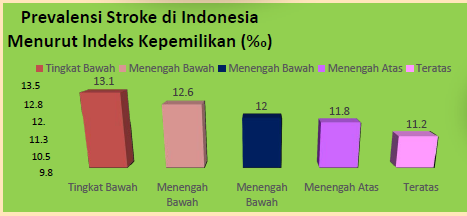 Prevalensi Stroke di Indonesia
Menurut Indeks Kepemilikan (‰)
Tingkat Bawah Menengah Bawah Menengah Bawah Menengah Atas Teratas
13.5
12.8
12.
11.3
10.5
9.8
13.1
12.6
12
11.8
11.2
Tingkat Bawah
Menengah
Bawah
Menengah
Bawah
Menengah Atas
Teratas